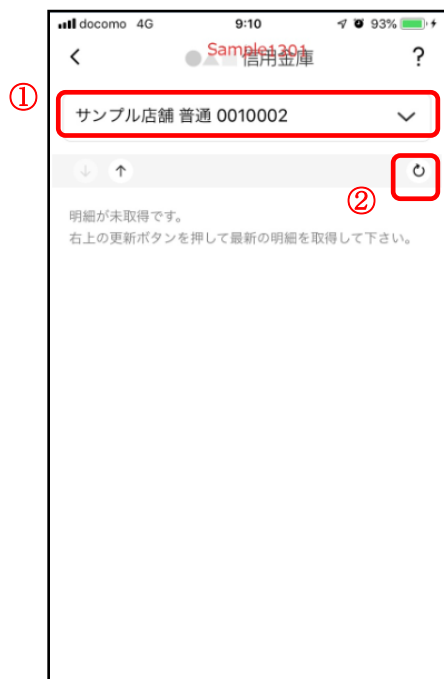 docomo 4G 9:10 93%
●▲■信用金庫 ?
Sample1201
①
サンプル店舗 普通 0010002
↓ ↑
②
明細が未取得です。
右上の更新ボタンを押して最新の明細を取得して下さい。